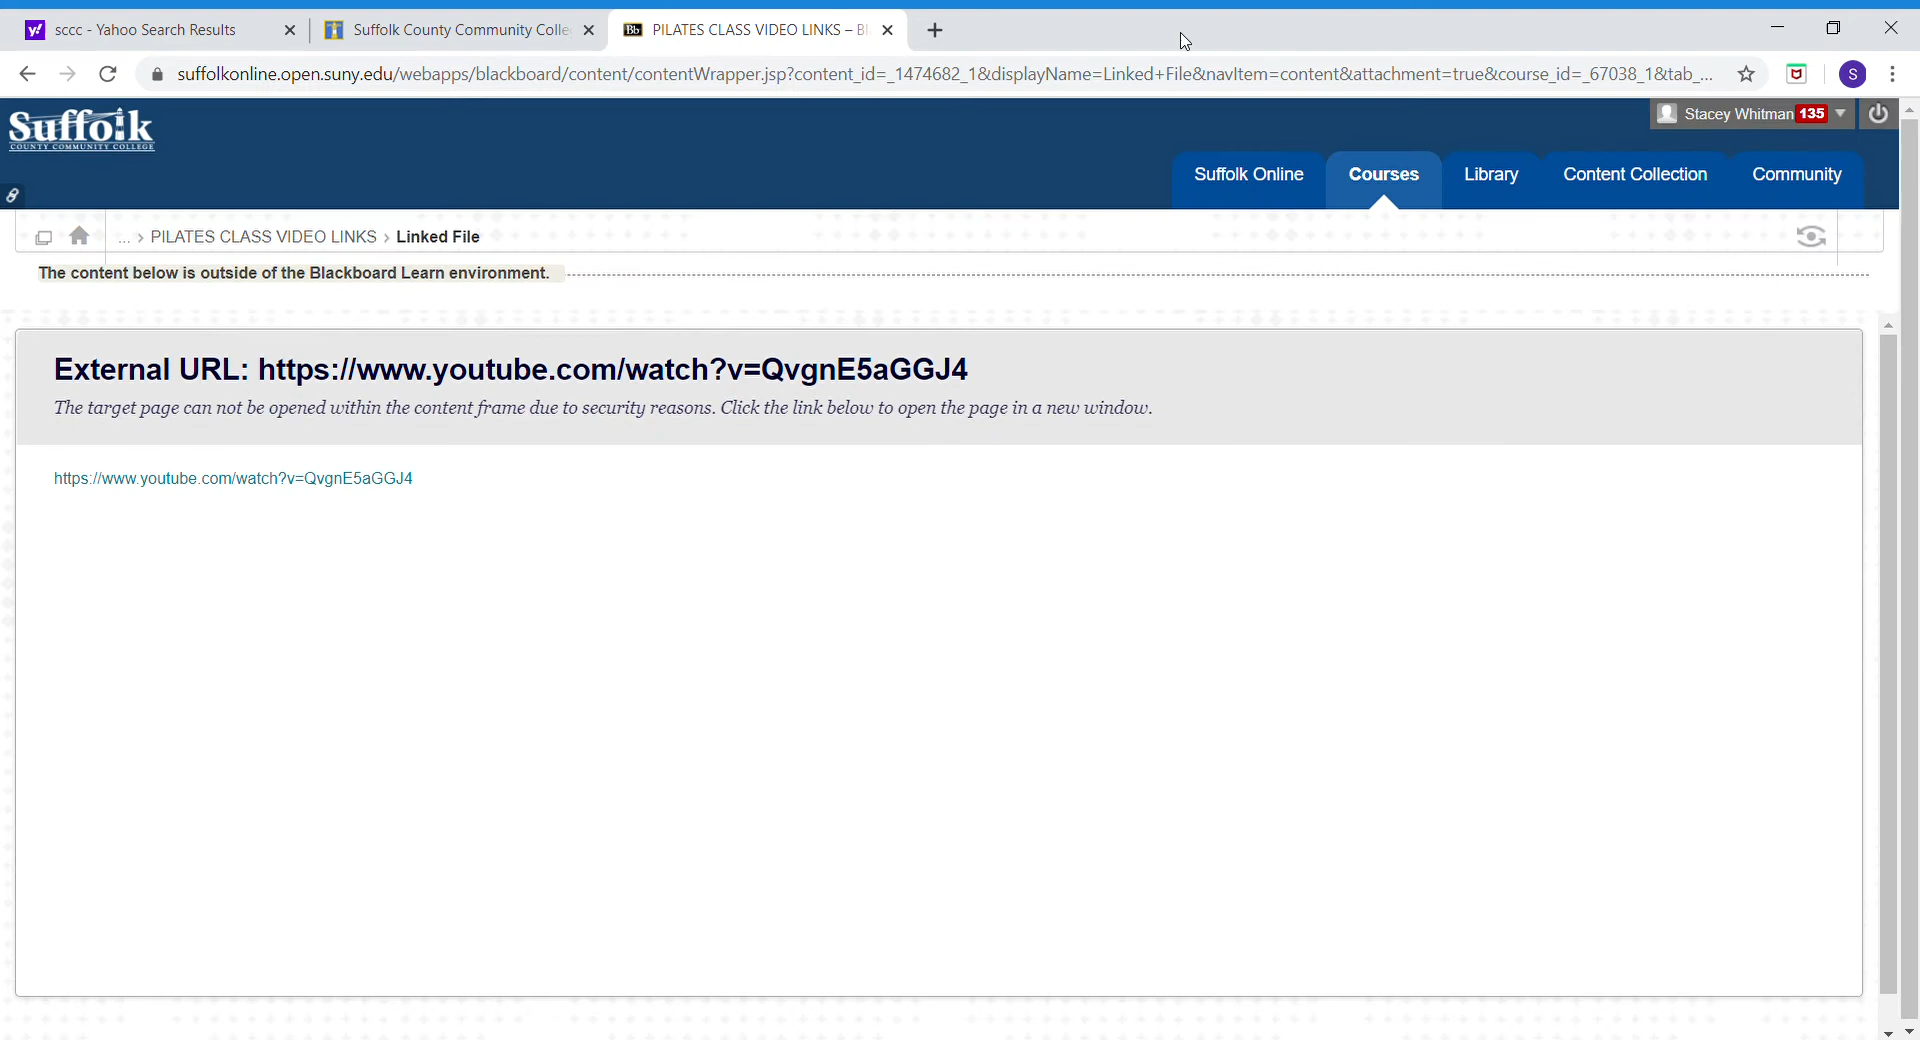 sccc - Yahoo Search Results
Suffolk County Community Colle
Bb PILATES CLASS VIDEO LINKS – Bl
suffolkonline.open.suny.edu/webapps/blackboard/content/contentWrapper.jsp?content_id=_1474682_1&displayName=Linked+File&navItem=content&attachment=true&course_id=_67038_1&tab_...
S
Suffolk
COUNTY COMMUNITY COLLEGE
Stacey Whitman 135
Suffolk Online
Courses
Library
Content Collection
Community
... > PILATES CLASS VIDEO LINKS > Linked File
The content below is outside of the Blackboard Learn environment.
External URL: https://www.youtube.com/watch?v=QvgnE5aGGJ4
The target page can not be opened within the content frame due to security reasons. Click the link below to open the page in a new window.
https://www.youtube.com/watch?v=QvgnE5aGGJ4